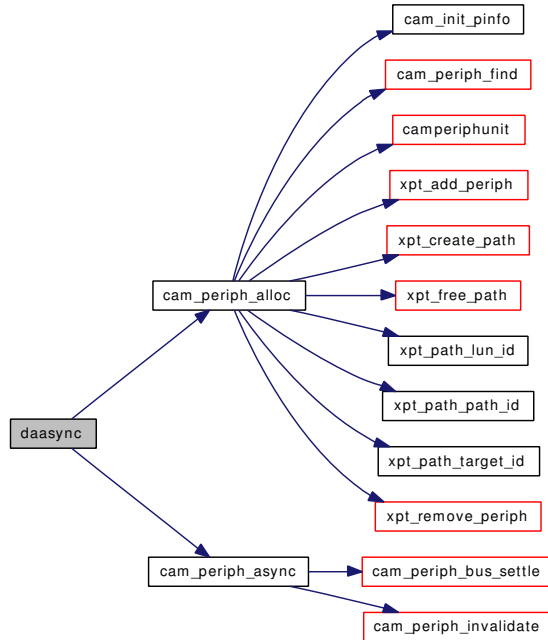 cam_init_pinfo
cam_periph_find
camperiphunit
xpt_add_periph
xpt_create_path
cam_periph_alloc
xpt_free_path
xpt_path_lun_id
xpt_path_path_id
daasync
xpt_path_target_id
xpt_remove_periph
cam_periph_async
cam_periph_bus_settle
cam_periph_invalidate